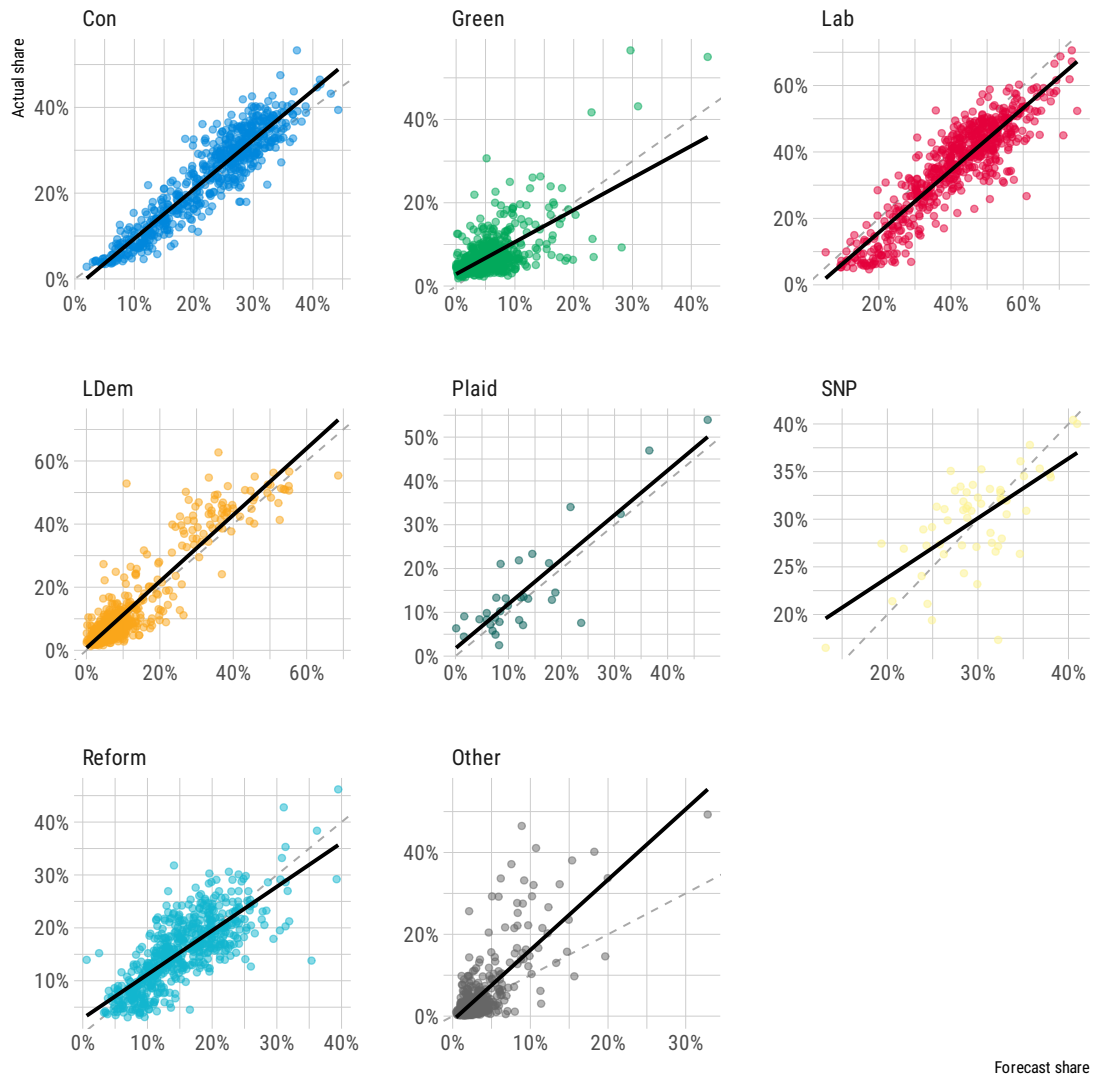 Con Green Lab
Actual share
40%
20%
0%
0% 10% 20% 30% 40%
40%
20%
0%
0% 10% 20% 30% 40%
60%
40%
20%
0%
20% 40% 60%
LDem Plaid SNP
60%
40%
20%
0%
0% 20% 40% 60%
50%
40%
30%
20%
10%
0%
0% 10% 20% 30% 40%
40%
35%
30%
25%
20%
20% 30% 40%
Reform Other
40%
30%
20%
10%
0% 10% 20% 30% 40%
40%
20%
0%
0% 10% 20% 30%
Forecast share